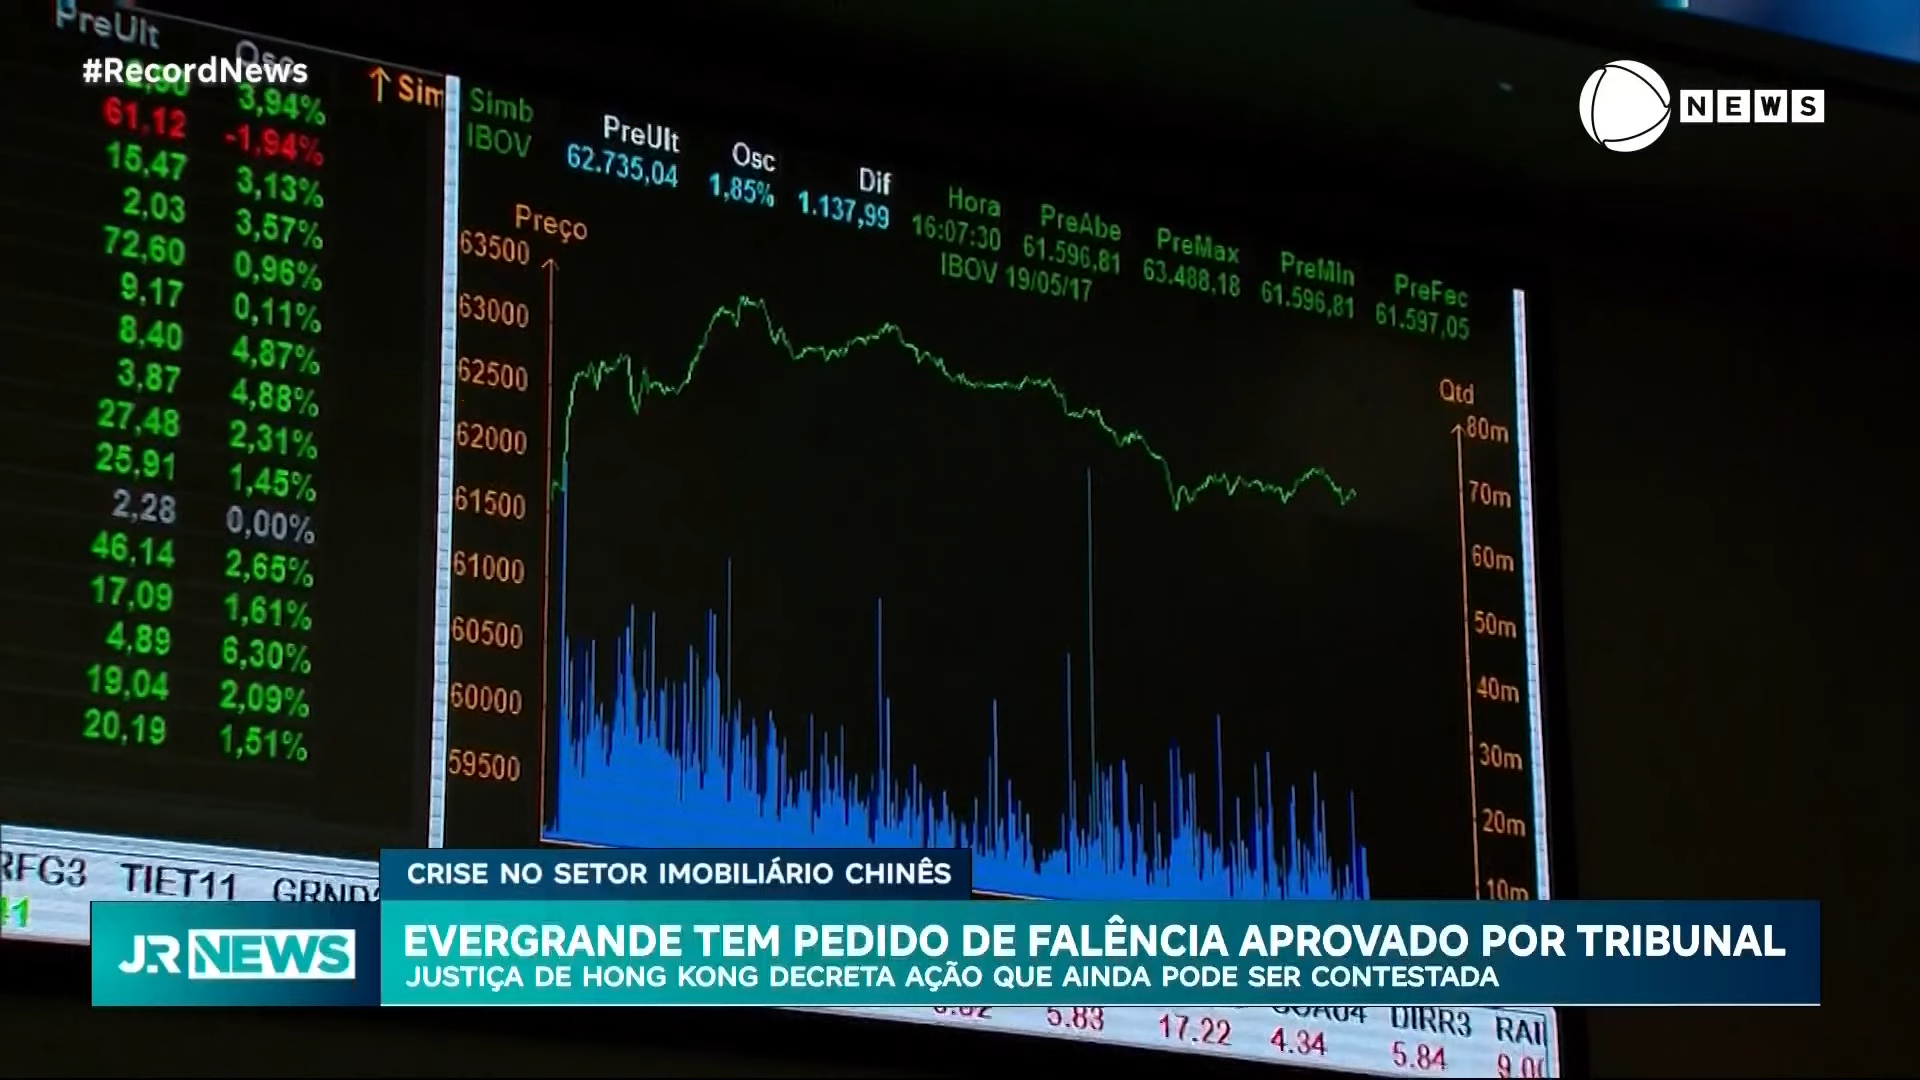 PreUlt Osc
#RecordNews
3,94%
↑ Sim
61,12 -1,94%
15,47 3,13%
2,03 3,57%
72,60 0,96%
9,17 0,11%
8,40 4,87%
3,87 4,88%
27,48 2,31%
25,91 1,45%
2,28 0,00%
46,14 2,65%
17,09 1,61%
4,89 6,30%
19,04 2,09%
20,19 1,51%
Simb PreUlt Osc Dif Hora PreAbe PreMax PreMin PreFec
IBOV 62.735,04 1,85% 1.137,99 16:07:30 61.596,81 63.488,18 61.596,81 61.597,05
IBOV 19/05/17
Preço
63500
63000
62500
62000
61500
61000
60500
60000
59500
Qtd
80m
70m
60m
50m
40m
30m
20m
10m
NEWS
RFG3 TIET11
CRISE NO SETOR IMOBILIÁRIO CHINÊS
JR NEWS
EVERGRANDE TEM PEDIDO DE FALÊNCIA APROVADO POR TRIBUNAL
JUSTIÇA DE HONG KONG DECRETA AÇÃO QUE AINDA PODE SER CONTESTADA
DIRR3 RAI
5.83 17.22 4.34 5.84